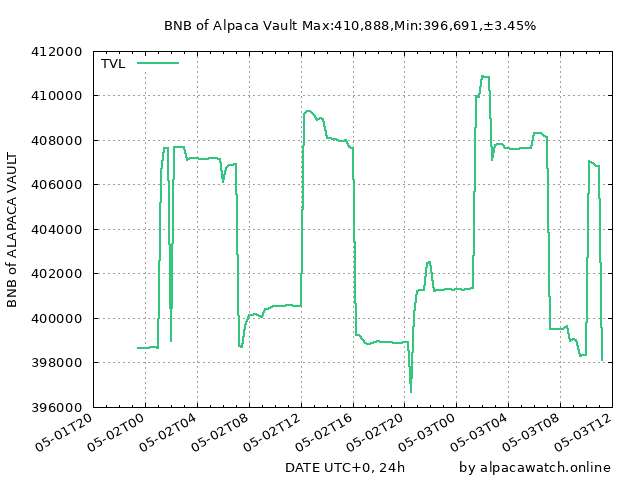 BNB of Alpaca Vault Max:410,888,Min:396,691,±3.45%
412000
TVL
410000
408000
406000
404000
402000
400000
398000
396000
BNB of ALAPACA VAULT
05-01T20
05-02T00
05-02T04
05-02T08
05-02T12
05-02T16
05-02T20
05-03T00
05-03T04
05-03T08
05-03T12
DATE UTC+0, 24h
by alpacawatch.online